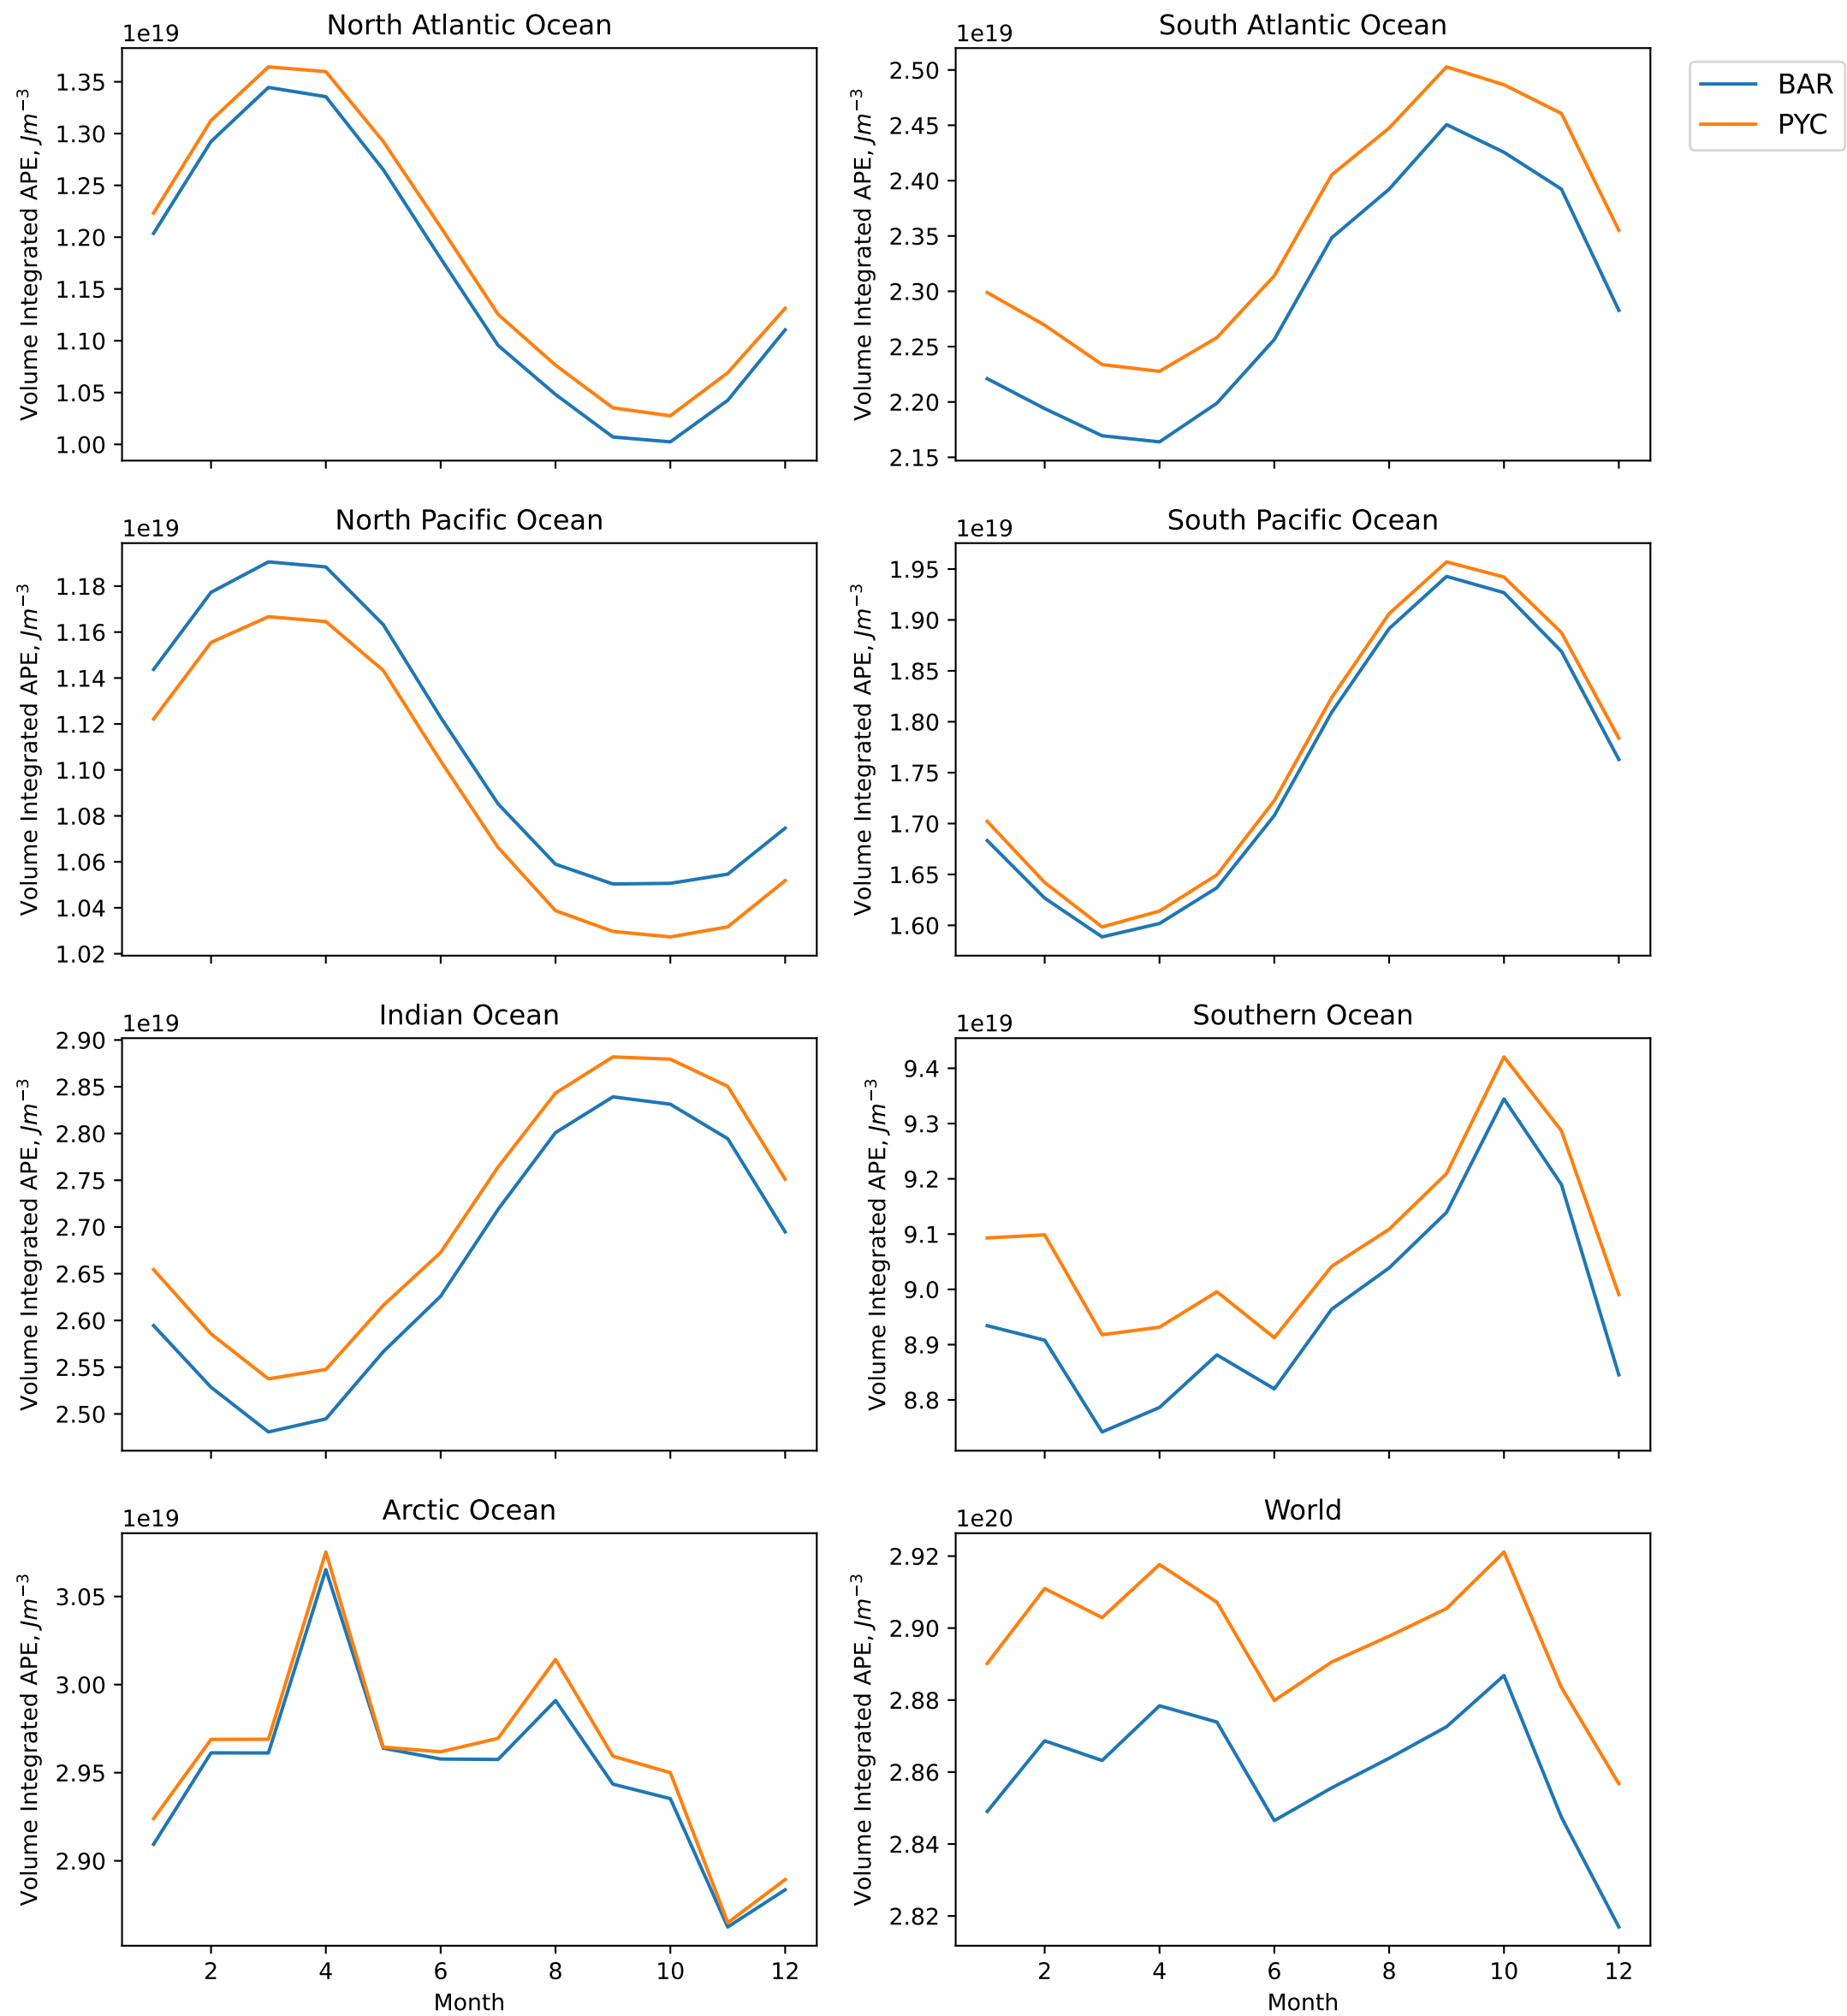 North Atlantic Ocean
1e19
Volume Integrated APE, Jm⁻³
1.35
1.30
1.25
1.20
1.15
1.10
1.05
1.00
South Atlantic Ocean
1e19
Volume Integrated APE, Jm⁻³
2.50
2.45
2.40
2.35
2.30
2.25
2.20
2.15
BAR
PYC
North Pacific Ocean
1e19
Volume Integrated APE, Jm⁻³
1.18
1.16
1.14
1.12
1.10
1.08
1.06
1.04
1.02
South Pacific Ocean
1e19
Volume Integrated APE, Jm⁻³
1.95
1.90
1.85
1.80
1.75
1.70
1.65
1.60
Indian Ocean
1e19
Volume Integrated APE, Jm⁻³
2.90
2.85
2.80
2.75
2.70
2.65
2.60
2.55
2.50
Southern Ocean
1e19
Volume Integrated APE, Jm⁻³
9.4
9.3
9.2
9.1
9.0
8.9
8.8
Arctic Ocean
1e19
Volume Integrated APE, Jm⁻³
3.05
3.00
2.95
2.90
2 4 6 8 10 12
Month
World
1e20
Volume Integrated APE, Jm⁻³
2.92
2.90
2.88
2.86
2.84
2.82
2 4 6 8 10 12
Month